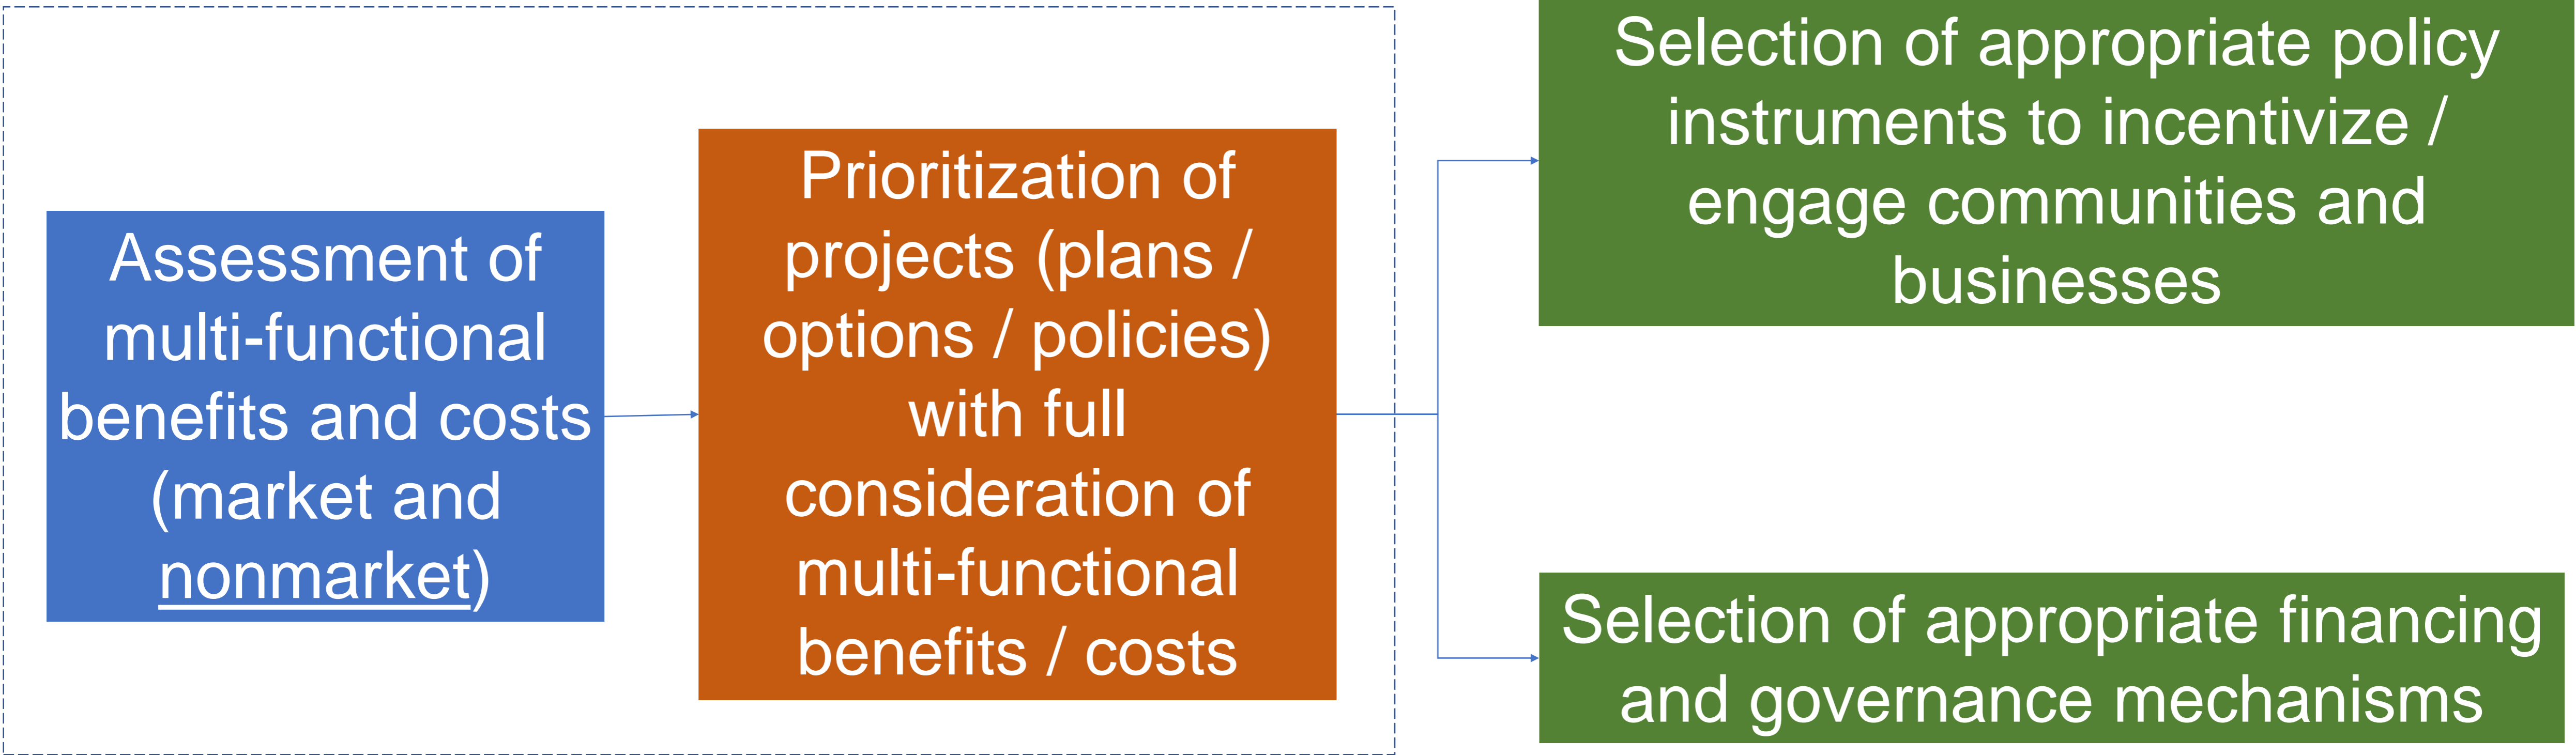 Assessment of
multi-functional
benefits and costs
(market and
nonmarket)
Prioritization of
projects (plans /
options / policies)
with full
consideration of
multi-functional
benefits / costs
Selection of appropriate policy
instruments to incentivize /
engage communities and
businesses
Selection of appropriate financing
and governance mechanisms